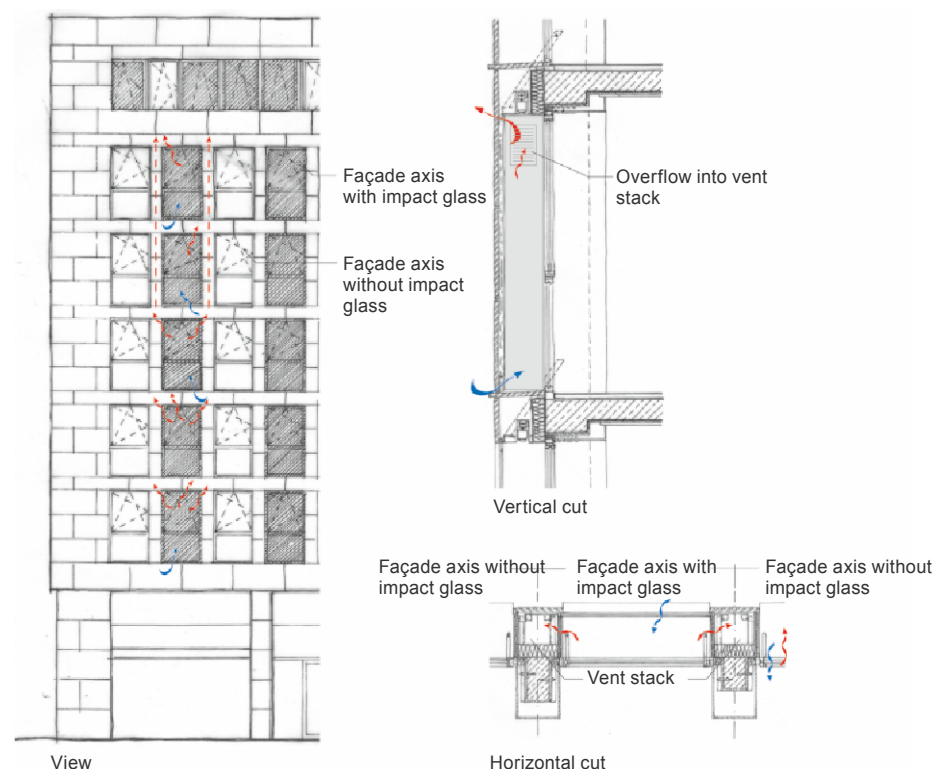 Façade axis
with impact glass
Façade axis
without impact
glass
View
Overflow into vent
stack
Vertical cut
Façade axis without
impact glass
Façade axis with
impact glass
Façade axis without
impact glass
Vent stack
Horizontal cut